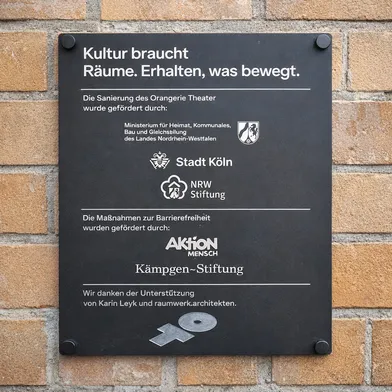 Kultur braucht
Räume. Erhalten, was bewegt.
Die Sanierung des Orangerie Theater
wurde gefördert durch:
Ministerium für Heimat, Kommunales,
Bau und Gleichssilung
des Landes Nordrhein-Westfalen
Stadt Köln
NRW
Stiftung
Die Maßnahmen zur Barrierefreiheit
wurden gefördert durch:
AKTION
MENSCH
Kämpgen-Stiftung
Wir danken der Unterstützung
von Karin Leyk und raumwerk.architekten.